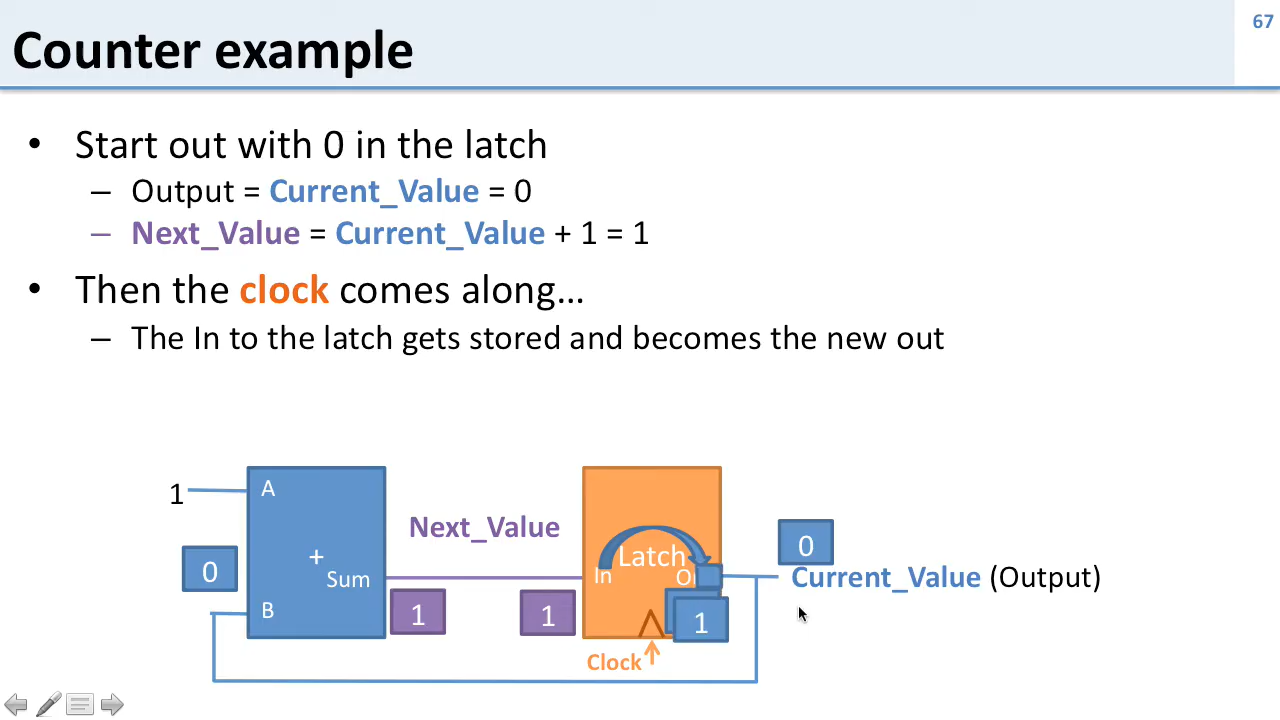 67
Counter example
• Start out with 0 in the latch
– Output = Current_Value = 0
– Next_Value = Current_Value + 1 = 1
• Then the clock comes along…
– The In to the latch gets stored and becomes the new out
1
A
0
+
Sum
B
Next_Value
1
1
Latch
In
Clock
1
0
Current_Value (Output)